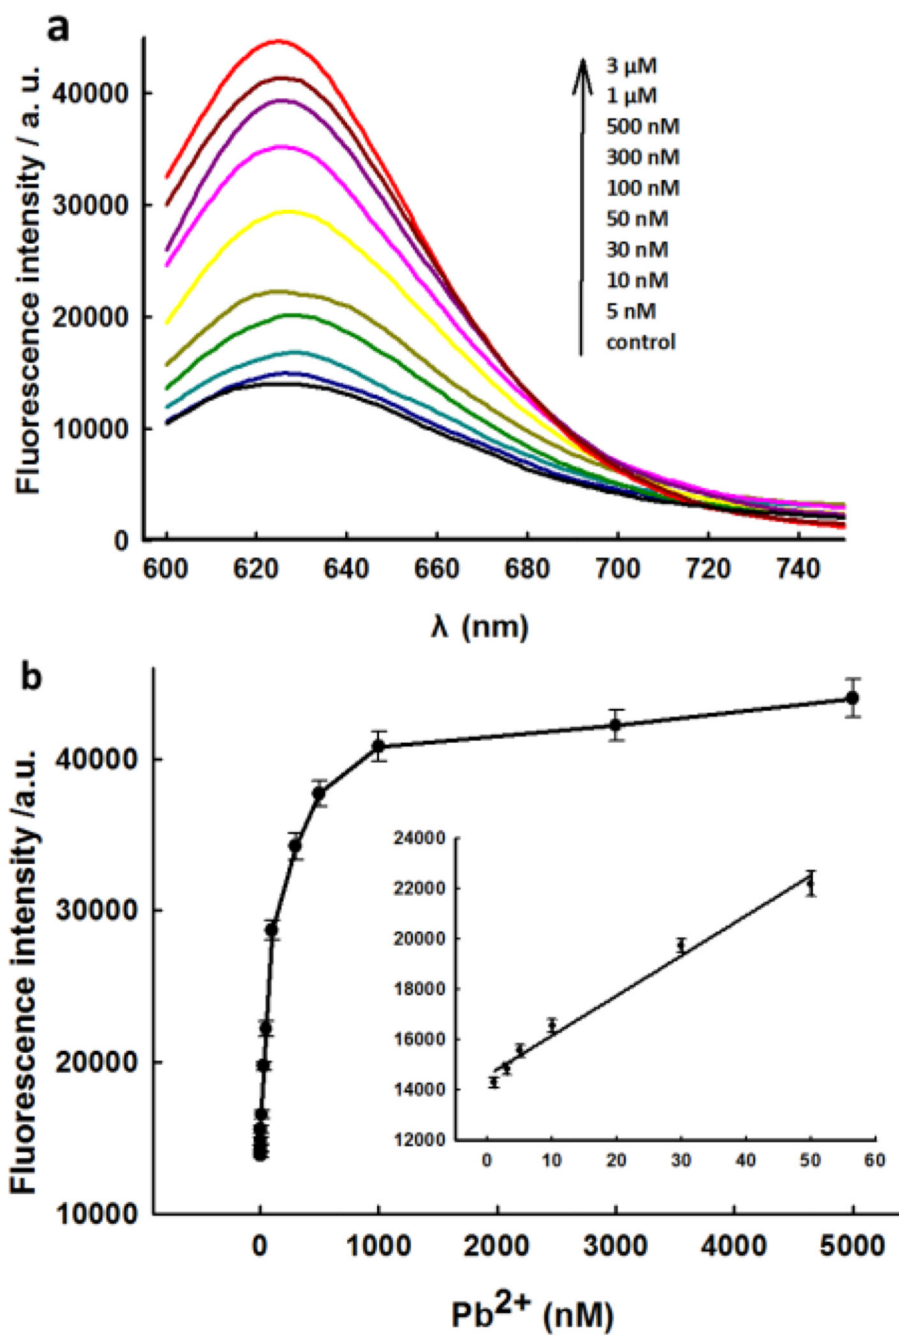 a
Fluorescence intensity / a. u.
40000
30000
20000
10000
0
600 620 640 660 680 700 720 740
λ (nm)
3 µM
1 µM
500 nM
300 nM
100 nM
50 nM
30 nM
10 nM
5 nM
control
b
Fluorescence intensity /a.u.
40000
30000
20000
10000
0 1000 2000 3000 4000 5000
Pb2+ (nM)
24000
22000
20000
18000
16000
14000
12000
0 10 20 30 40 50 60